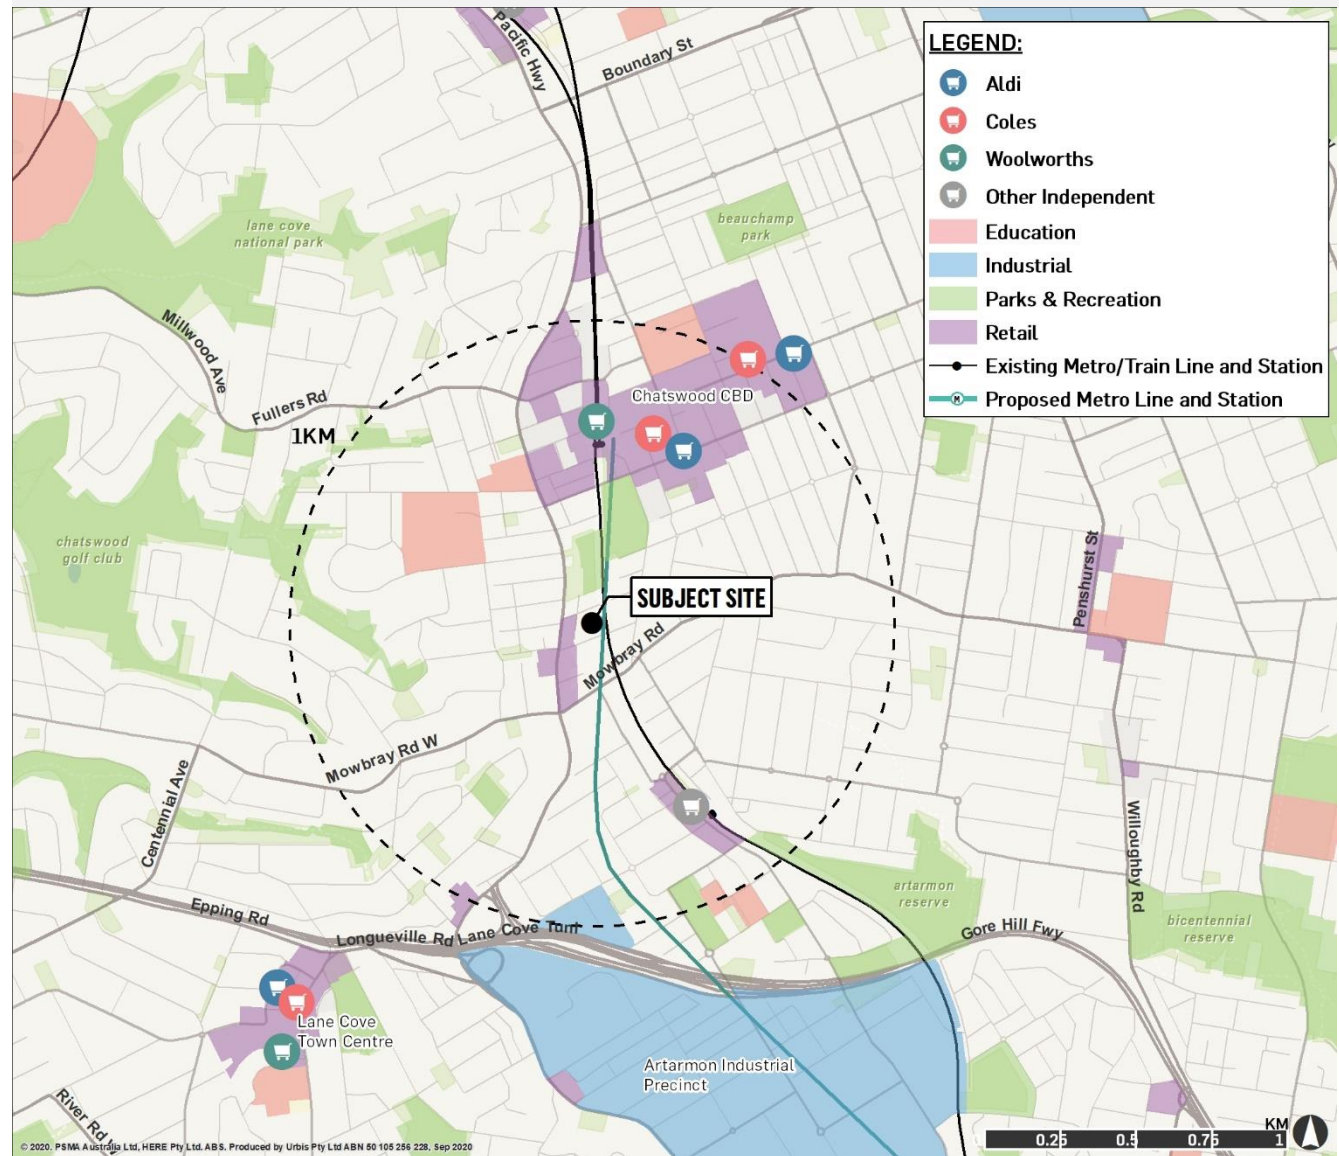 Pacific Hwy
Boundary St
LEGEND:
Aldi
Coles
Woolworths
Other Independent
Education
Industrial
Parks & Recreation
Retail
Existing Metro/Train Line and Station
M
Proposed Metro Line and Station
lane cove
national park
beauchamp
park
Millwood Ave
Fullers Rd
1KM
Chatswood CBD
chatswood
golf club
Penshurst St
SUBJECT SITE
Mowbray Rd
Mowbray Rd W
Centennial Ave
Willoughby Rd
artarmon
reserve
bicentennial
reserve
Epping Rd
Longueville Rd
Lane Cove Tunl
Gore Hill Fwy
Lane Cove
Town Centre
Artarmon Industrial
Precinct
River Rd
KM
0.25
0.5
0.75
1
© 2020. PSMA Australia Ltd, HERE Pty Ltd. ABS. Produced by Urbis Pty Ltd ABN 50 105 256 228, Sep 2020